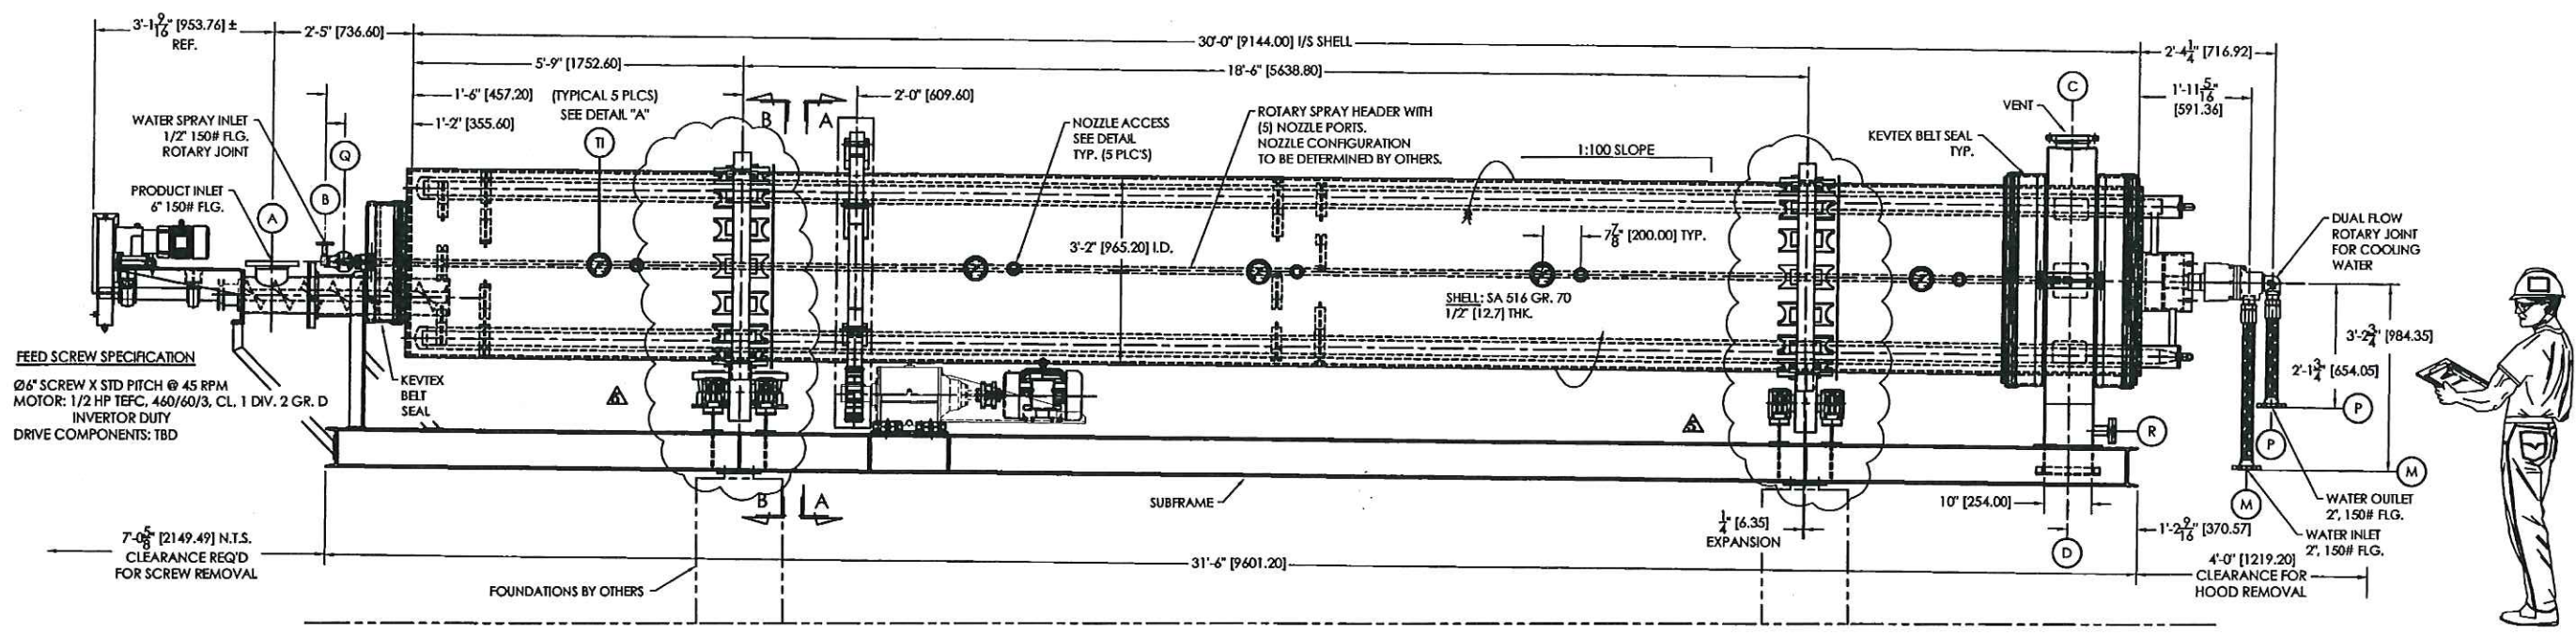 3'-1 9/16" [953.76] ±
REF.
2'-5" [736.60]
30'-0" [9144.00] I/S SHELL
2'-4 1/4" [716.92]
5'-9" [1752.60]
18'-6" [5638.80]
1'-11 5/16"
[591.36]
1'-6" [457.20]
(TYPICAL 5 PLCS)
SEE DETAIL "A"
1'-2" [355.60]
B
A
2'-0" [609.60]
WATER SPRAY INLET
1/2" 150# FLG.
ROTARY JOINT
PRODUCT INLET
6" 150# FLG.
A
B
Q
TI
NOZZLE ACCESS
SEE DETAIL
TYP. (5 PLC'S)
ROTARY SPRAY HEADER WITH
(5) NOZZLE PORTS.
NOZZLE CONFIGURATION
TO BE DETERMINED BY OTHERS.
1:100 SLOPE
VENT
C
KEVTEX BELT SEAL
TYP.
3'-2" [965.20] I.D.
7 7/8" [200.00] TYP.
SHELL: SA 516 GR. 70
1/2" [12.7] THK.
DUAL FLOW
ROTARY JOINT
FOR COOLING
WATER
3'-2 3/4" [984.35]
2'-1 3/4" [654.05]
FEED SCREW SPECIFICATION
Ø6" SCREW X STD PITCH @ 45 RPM
MOTOR: 1/2 HP TEFC, 460/60/3, CL. 1 DIV. 2 GR. D
INVERTOR DUTY
DRIVE COMPONENTS: TBD
KEVTEX
BELT
SEAL
P
P
R
M
M
B
A
SUBFRAME
10" [254.00]
1/4" [6.35]
EXPANSION
D
WATER OUTLET
2", 150# FLG.
WATER INLET
2", 150# FLG.
1'-2 9/16" [370.57]
7'-0 5/8" [2149.49] N.T.S.
CLEARANCE REQ'D
FOR SCREW REMOVAL
31'-6" [9601.20]
4'-0" [1219.20]
CLEARANCE FOR
HOOD REMOVAL
FOUNDATIONS BY OTHERS